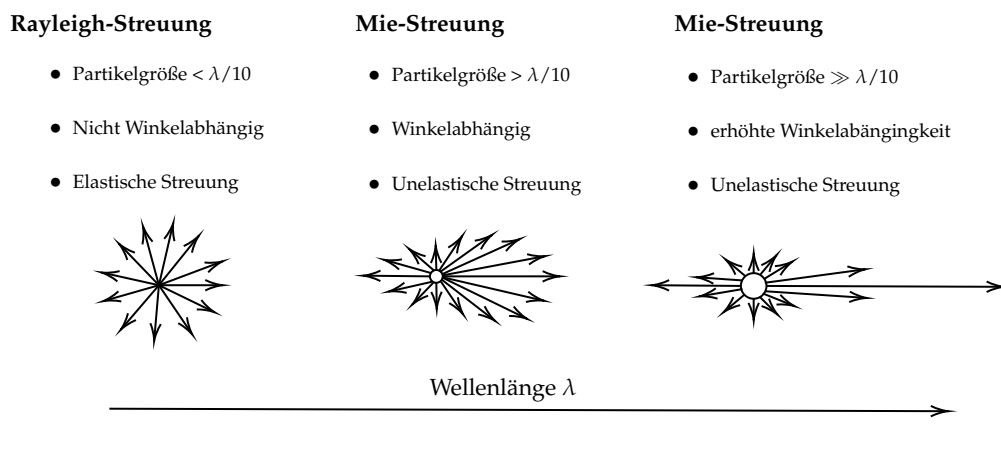 Rayleigh-Streuung
• Partikelgröße < λ/10
• Nicht Winkelabhängig
• Elastische Streuung
Mie-Streuung
• Partikelgröße > λ/10
• Winkelabhängig
• Unelastische Streuung
Mie-Streuung
• Partikelgröße ≫ λ/10
• erhöhte Winkelabängingkeit
• Unelastische Streuung
Wellenlänge λ